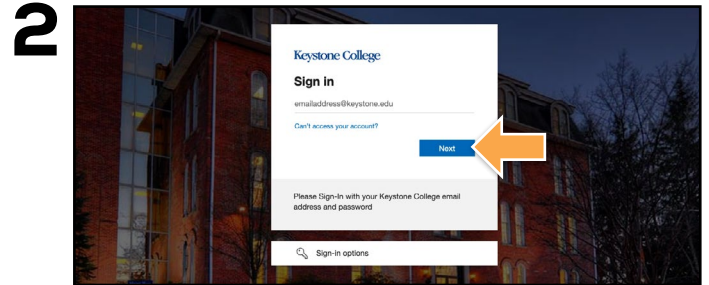 2
Keystone College
Sign in
emailaddress@keystone.edu
Can't access your account?
Next
Please Sign-In with your Keystone College email
address and password
Sign-in options